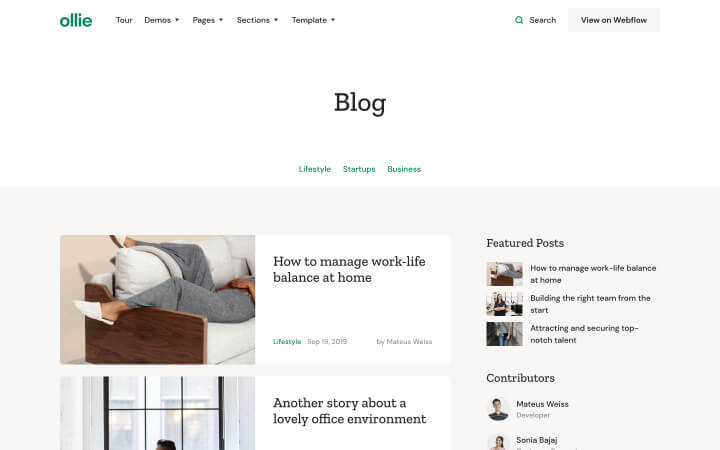 ollie
Tour
Demos
Pages
Sections
Template
Search
View on Webflow
Blog
Lifestyle
Startups
Business
How to manage work-life
balance at home
Lifestyle
Sep 19, 2019
by Mateus Weiss
Another story about a
lovely office environment
Featured Posts
How to manage work-life balance
at home
Building the right team from the
start
Attracting and securing top-
notch talent
Contributors
Mateus Weiss
Developer
Sonia Bajaj